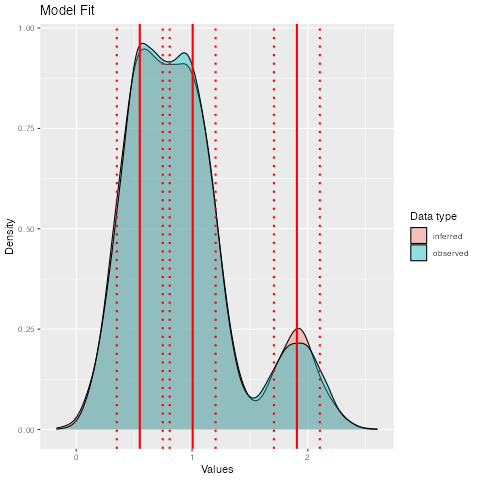 Model Fit
1.00
0.75
0.50
0.25
0.00
Density
0
1
2
Values
Data type
inferred
observed